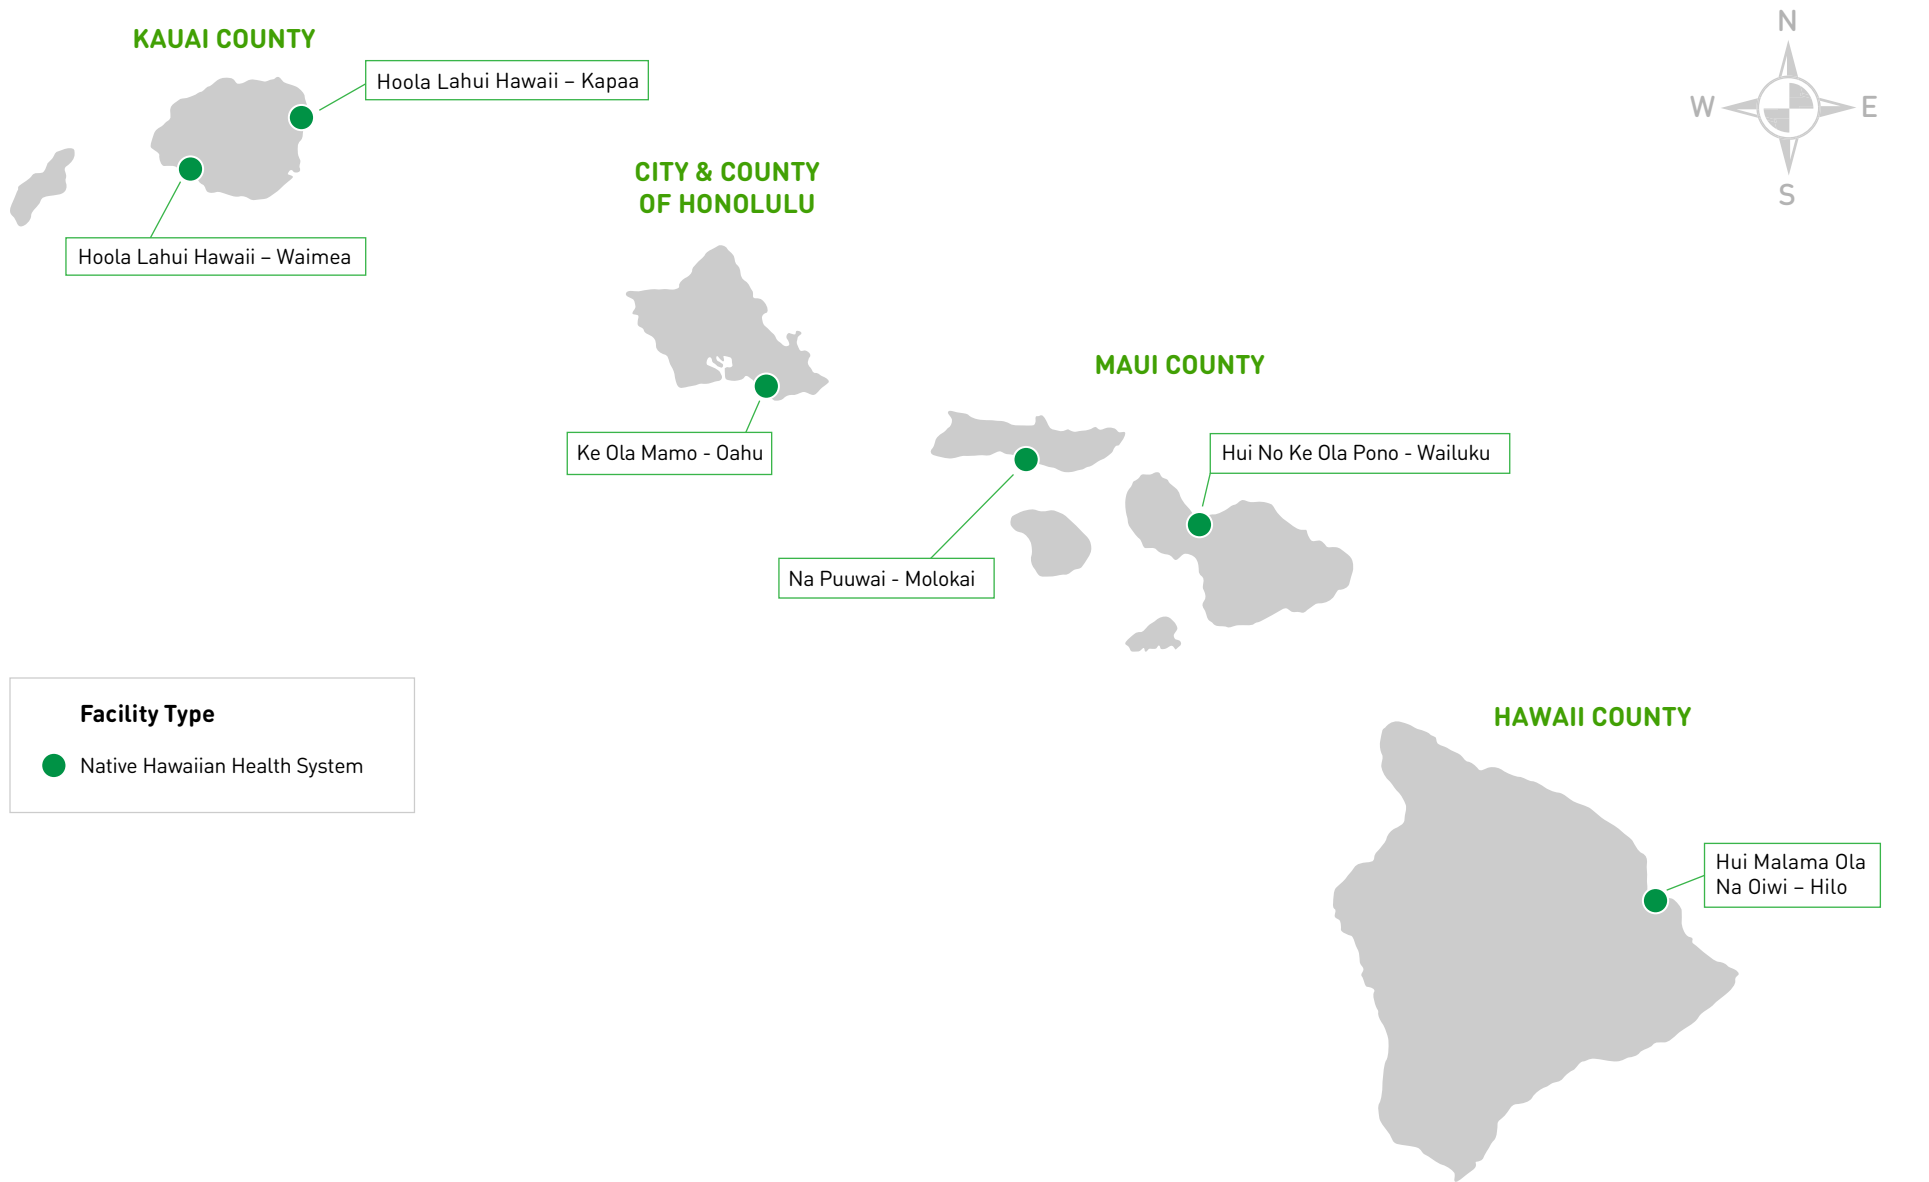 KAUAI COUNTY
Hoola Lahui Hawaii – Kapaa
Hoola Lahui Hawaii – Waimea
N
W
E
S
CITY & COUNTY
OF HONOLULU
Ke Ola Mamo - Oahu
MAUI COUNTY
Hui No Ke Ola Pono - Wailuku
Na Puuwai - Molokai
Facility Type
Native Hawaiian Health System
HAWAII COUNTY
Hui Malama Ola
Na Oiwi – Hilo